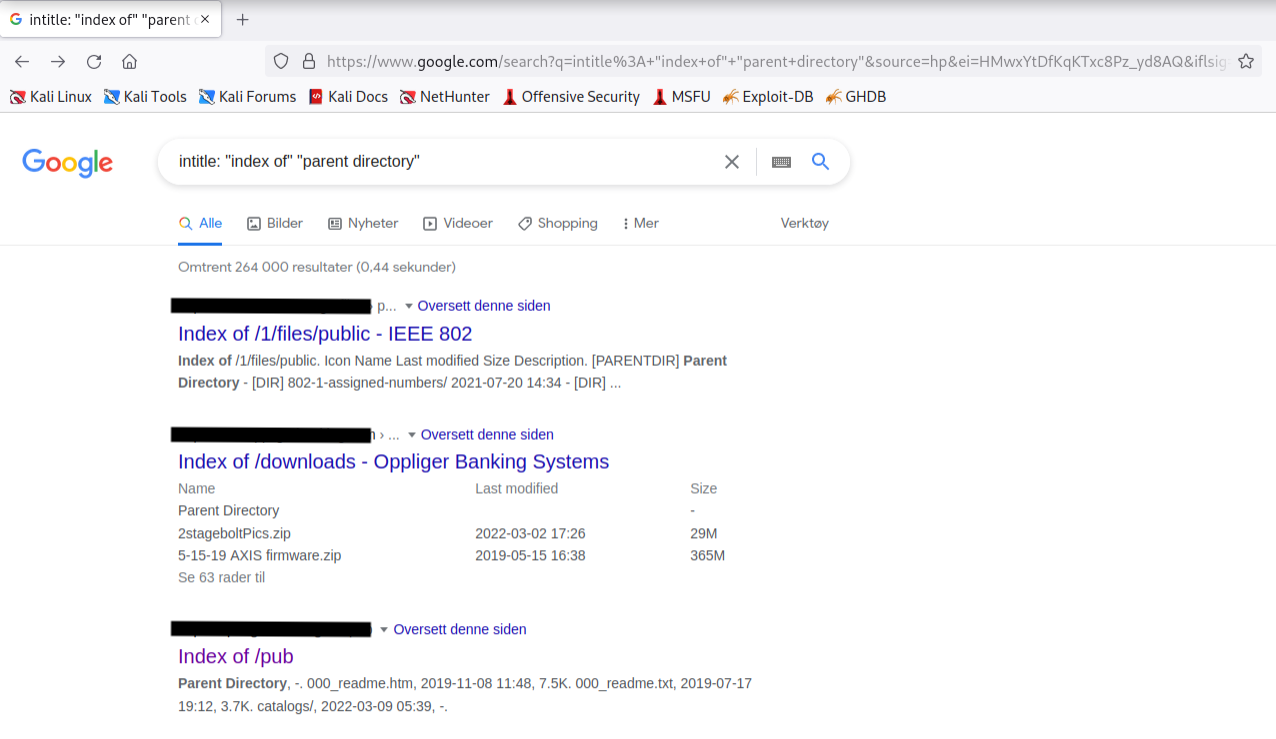 intitle: "index of" "parent
https://www.google.com/search?q=intitle%3A+"index+of"+"parent+directory"&source=hp&ei=HMwxYtDfKqKTxc8Pz_yd8AQ&iflsig
Kali Linux Kali Tools Kali Forums Kali Docs NetHunter Offensive Security MSFU Exploit-DB GHDB
Google
intitle: "index of" "parent directory"
Alle Bilder Nyheter Videoer Shopping Mer Verktøy
Omtrent 264 000 resultater (0,44 sekunder)
› p... Oversett denne siden
Index of /1/files/public - IEEE 802
Index of /1/files/public. Icon Name Last modified Size Description. [PARENTDIR] Parent
Directory - [DIR] 802-1-assigned-numbers/ 2021-07-20 14:34 - [DIR] ...
› ... Oversett denne siden
Index of /downloads - Oppliger Banking Systems
Name Last modified Size
Parent Directory -
2stageboltPics.zip 2022-03-02 17:26 29M
5-15-19 AXIS firmware.zip 2019-05-15 16:38 365M
Se 63 rader til
Oversett denne siden
Index of /pub
Parent Directory, -. 000_readme.htm, 2019-11-08 11:48, 7.5K. 000_readme.txt, 2019-07-17
19:12, 3.7K. catalogs/, 2022-03-09 05:39, -.